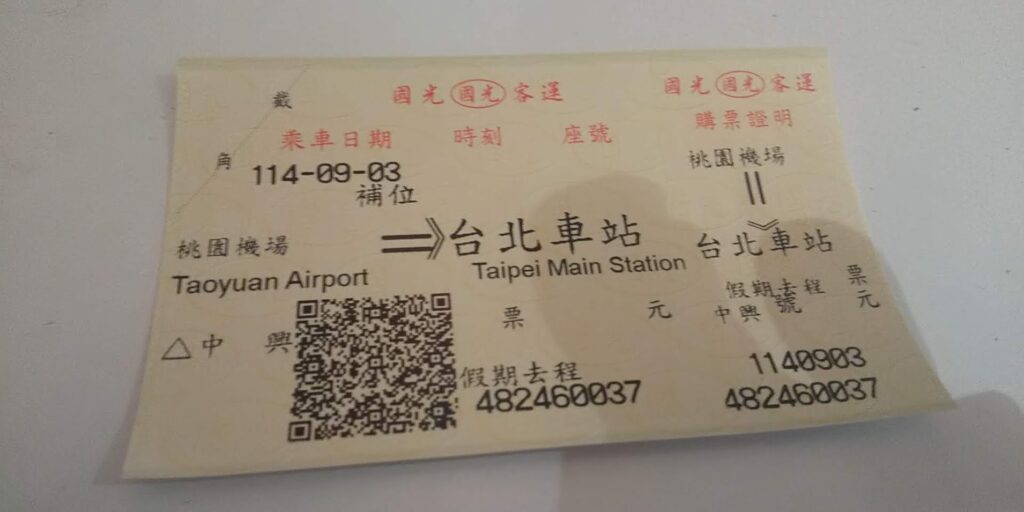 截
角
國光 國光 客運
乘車日期 時刻 座號
114-09-03
補位
桃園機場
Taoyuan Airport
台北車站
Taipei Main Station
△中 興
票 元
假期去程
482460037
國光 國光 客運
購票證明
桃園機場
台北車站
假期去程 票
中興號 元
1140903
482460037